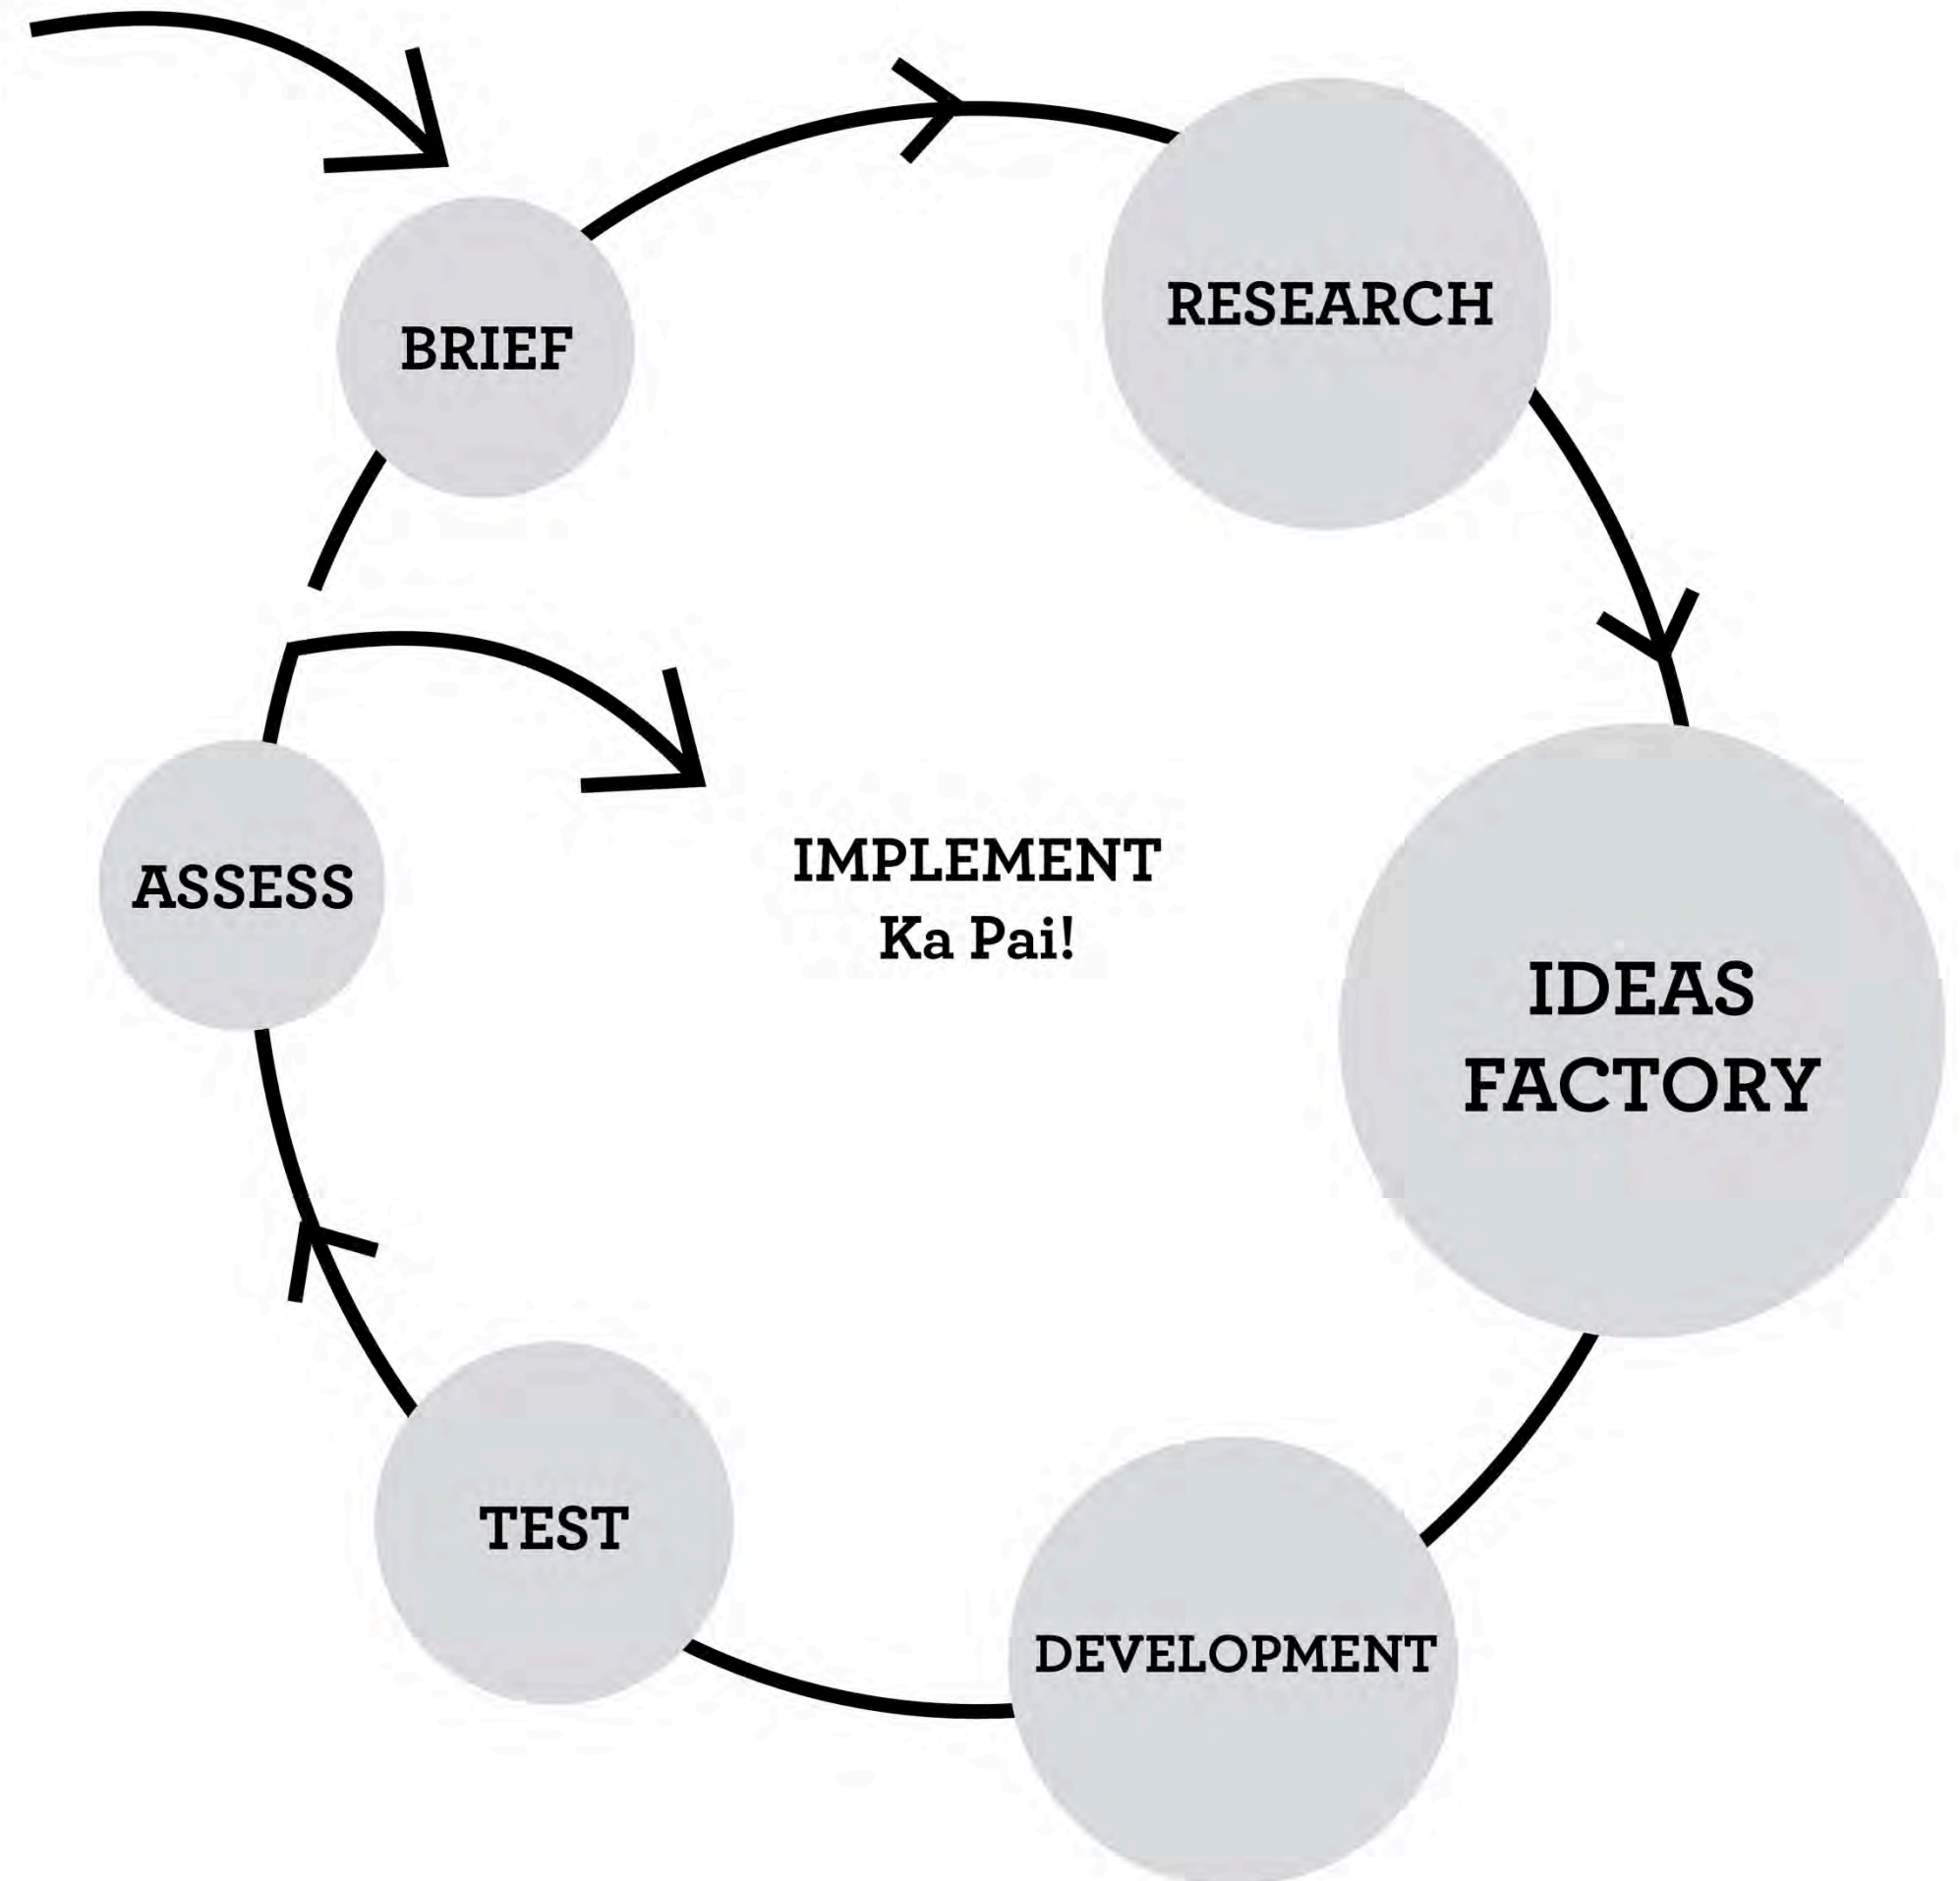 BRIEF
RESEARCH
IDEAS
FACTORY
DEVELOPMENT
TEST
ASSESS
IMPLEMENT
Ka Pai!